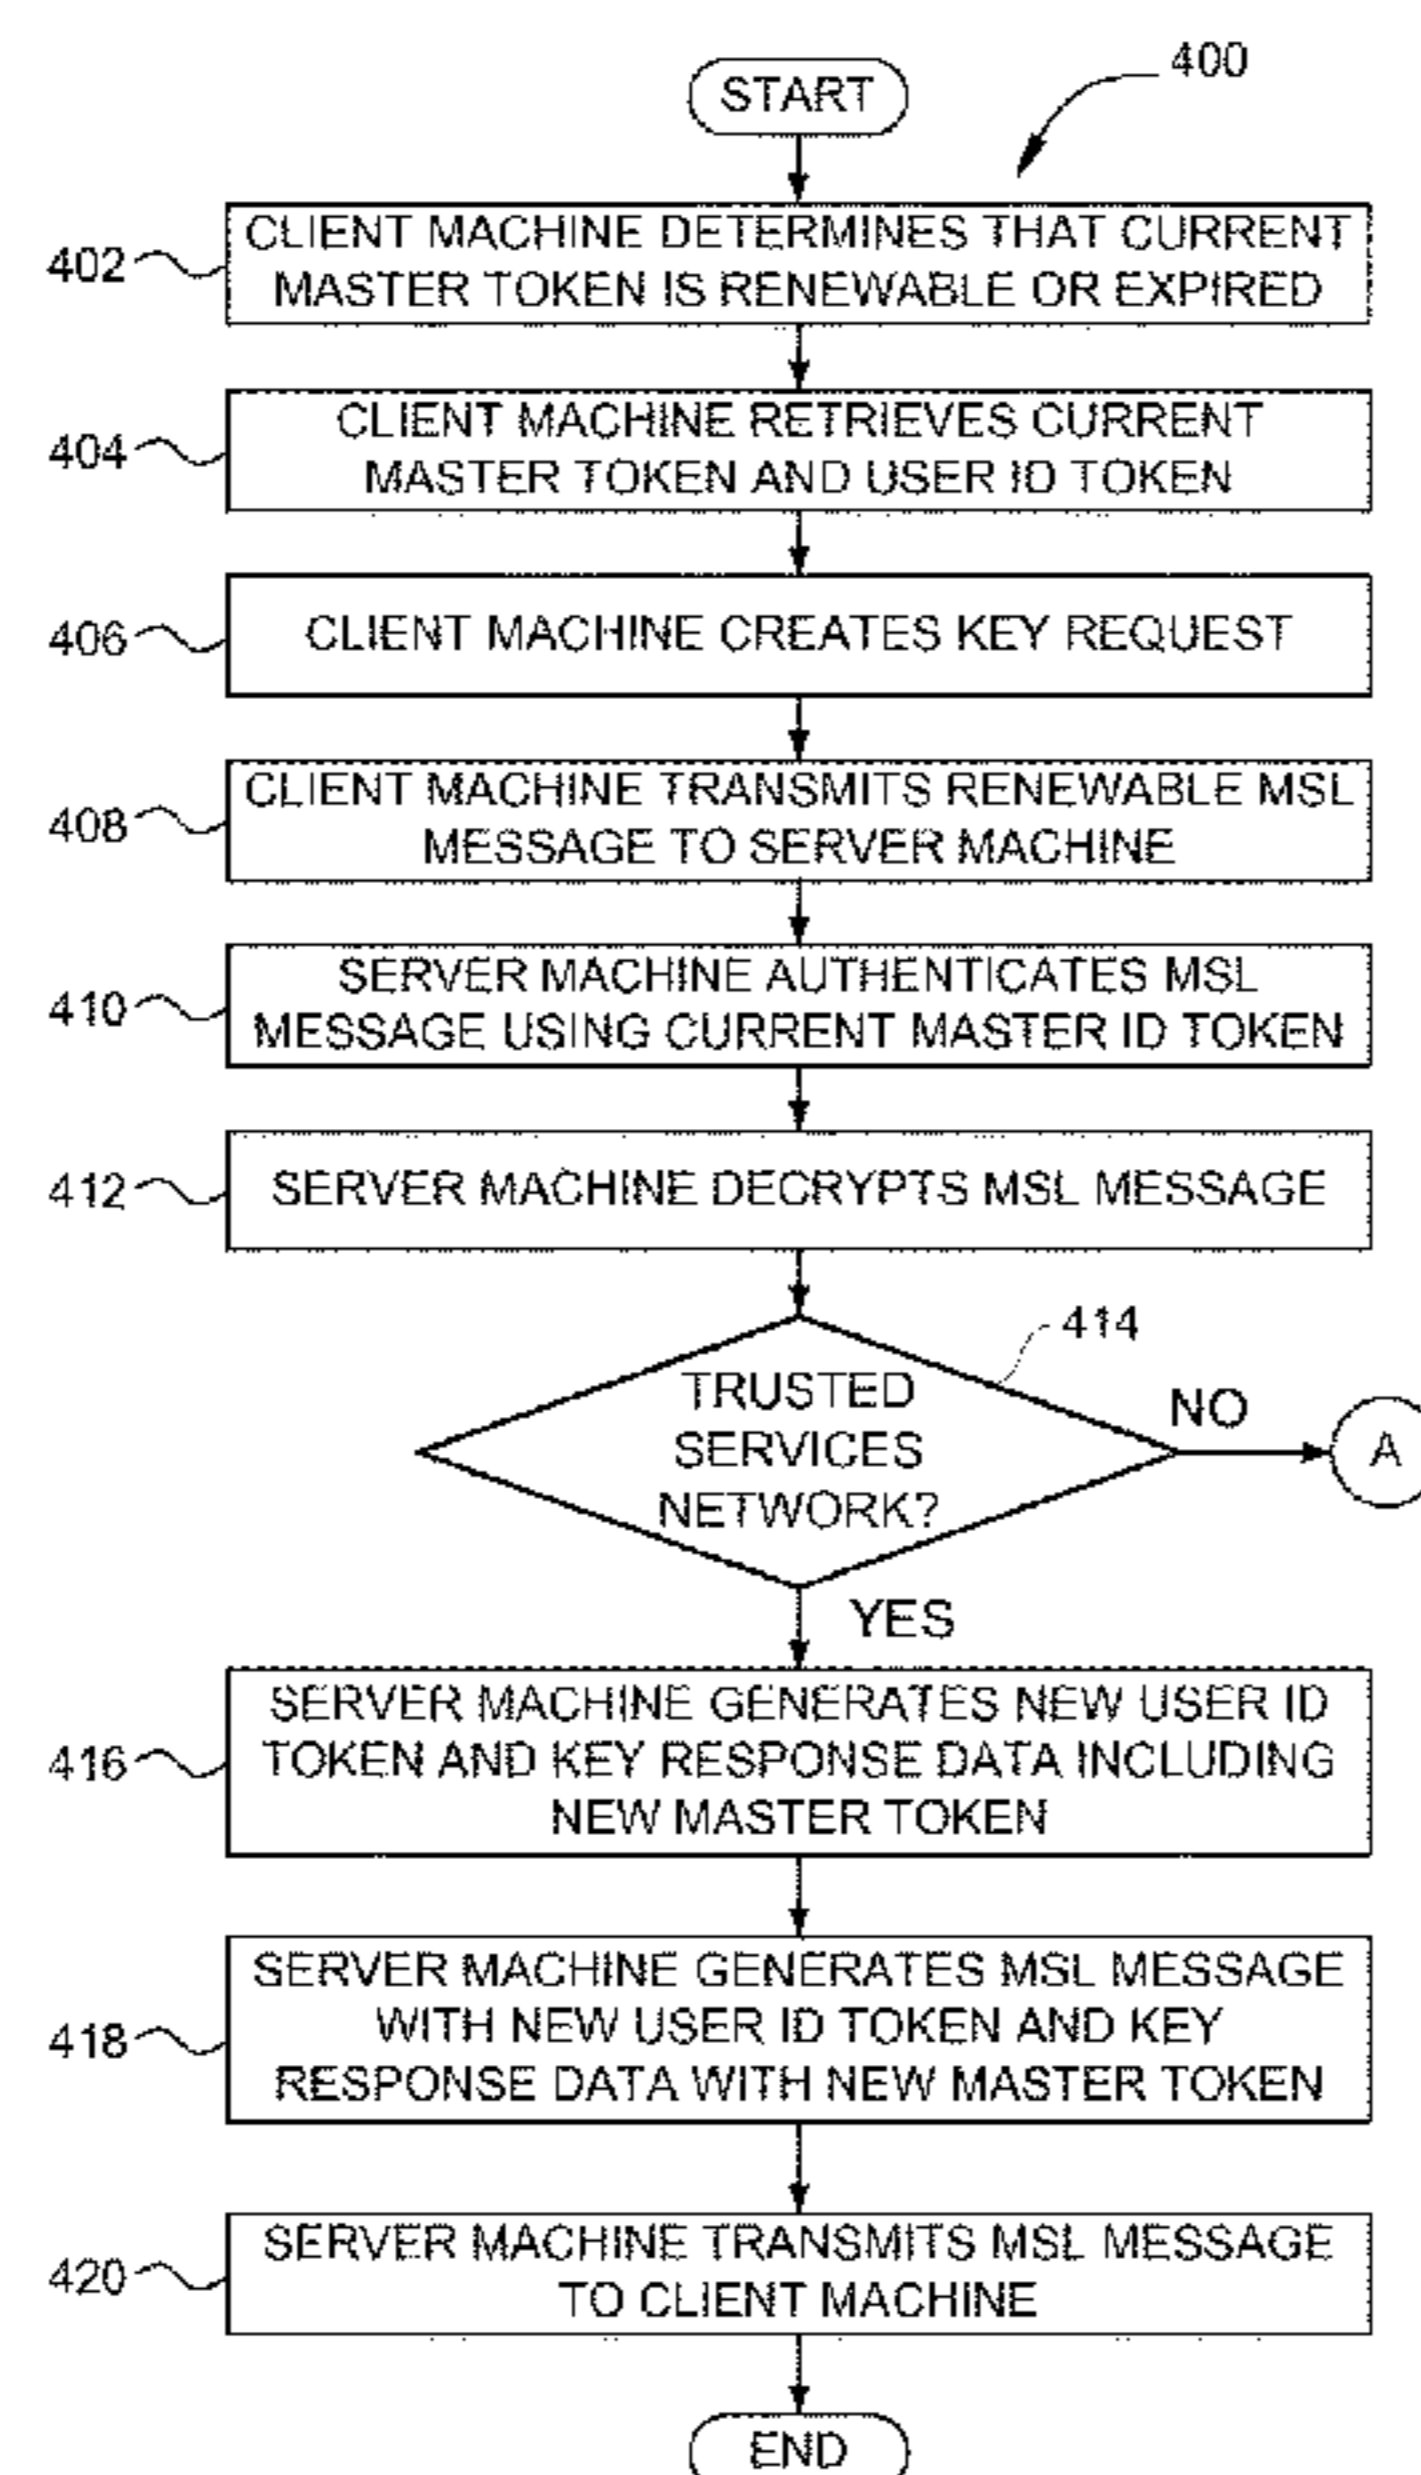 START
400
402
CLIENT MACHINE DETERMINES THAT CURRENT
MASTER TOKEN IS RENEWABLE OR EXPIRED
404
CLIENT MACHINE RETRIEVES CURRENT
MASTER TOKEN AND USER ID TOKEN
406
CLIENT MACHINE CREATES KEY REQUEST
408
CLIENT MACHINE TRANSMITS RENEWABLE MSL
MESSAGE TO SERVER MACHINE
410
SERVER MACHINE AUTHENTICATES MSL
MESSAGE USING CURRENT MASTER ID TOKEN
412
SERVER MACHINE DECRYPTS MSL MESSAGE
414
TRUSTED
SERVICES
NETWORK?
NO
A
YES
416
SERVER MACHINE GENERATES NEW USER ID
TOKEN AND KEY RESPONSE DATA INCLUDING
NEW MASTER TOKEN
418
SERVER MACHINE GENERATES MSL MESSAGE
WITH NEW USER ID TOKEN AND KEY
RESPONSE DATA WITH NEW MASTER TOKEN
420
SERVER MACHINE TRANSMITS MSL MESSAGE
TO CLIENT MACHINE
END